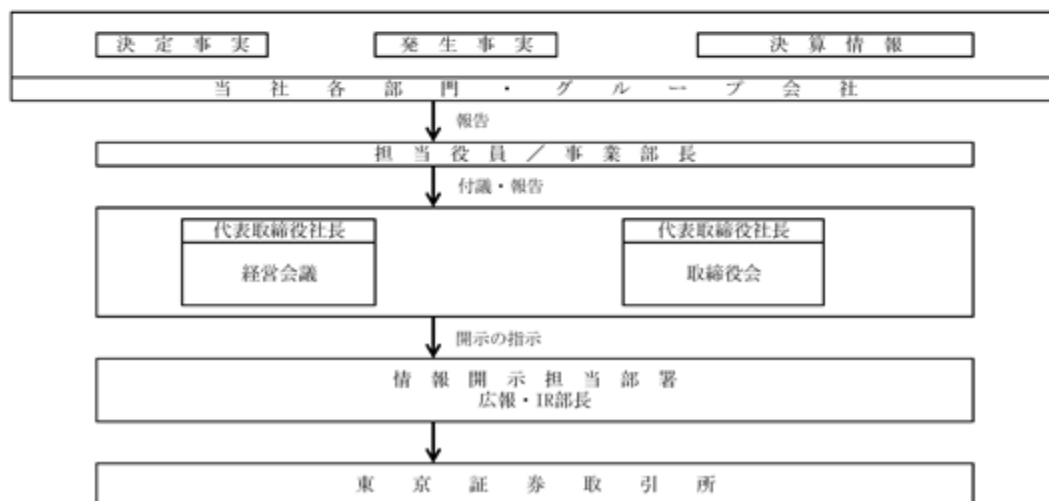 決定事実 発生事実 決算情報
当社各部門・グループ会社
報告
担当役員／事業部長
付議・報告
代表取締役社長 代表取締役社長
経営会議 取締役会
開示の指示
情報開示担当部署
広報・IR部長
東京証券取引所